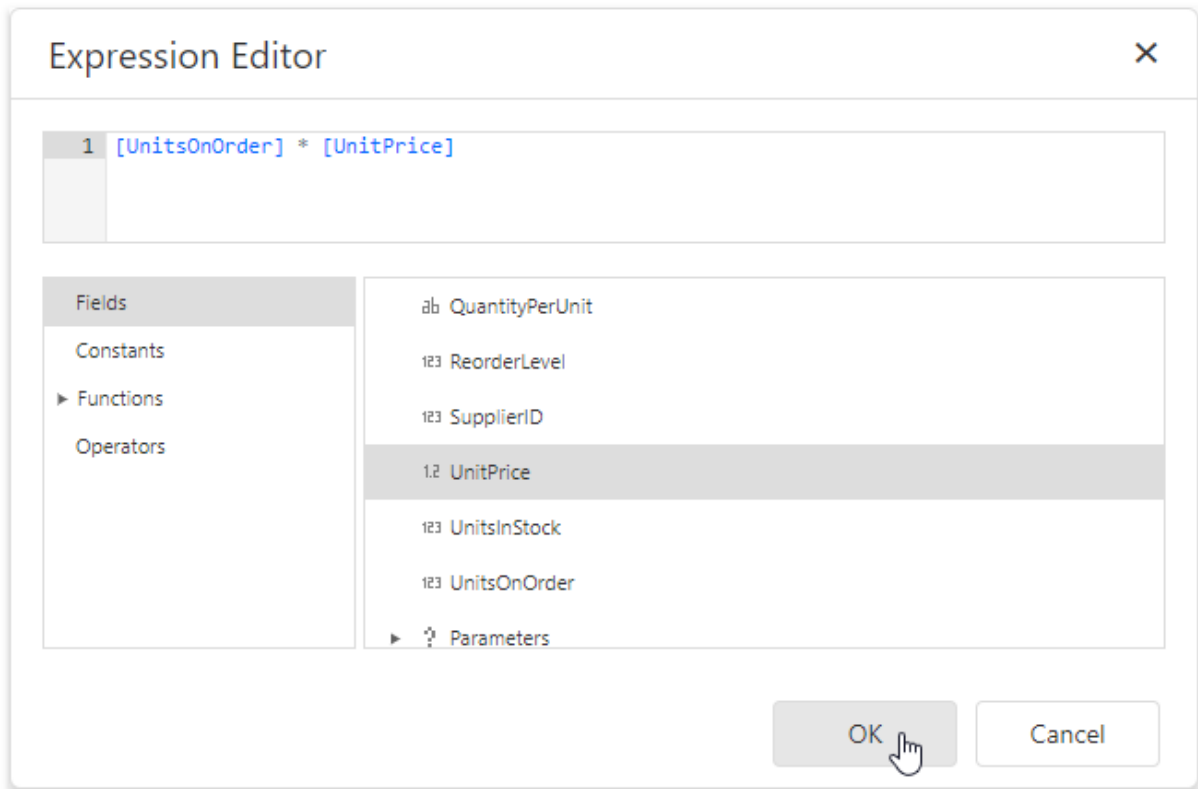 Expression Editor
1 [UnitsOnOrder] * [UnitPrice]
Fields
Constants
Functions
Operators
ab QuantityPerUnit
123 ReorderLevel
123 SupplierID
1.2 UnitPrice
123 UnitsInStock
123 UnitsOnOrder
? Parameters
OK
Cancel